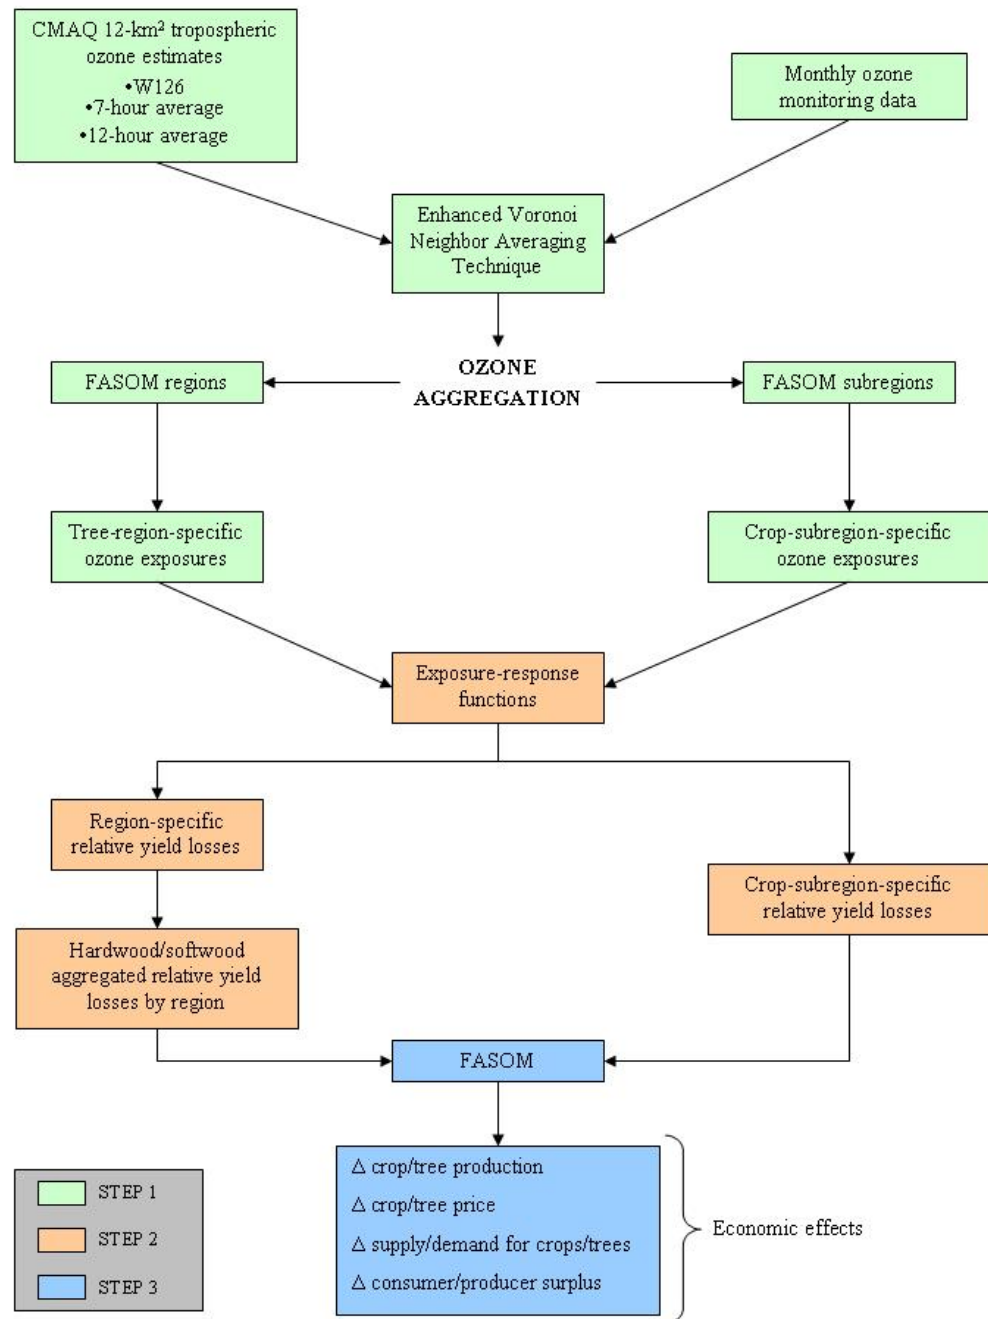 CMAQ 12-km² tropospheric
ozone estimates
•W126
•7-hour average
•12-hour average
Monthly ozone
monitoring data
Enhanced Voronoi
Neighbor Averaging
Technique
OZONE
AGGREGATION
FASOM regions
FASOM subregions
Tree-region-specific
ozone exposures
Crop-subregion-specific
ozone exposures
Exposure-response
functions
Region-specific
relative yield losses
Crop-subregion-specific
relative yield losses
Hardwood/softwood
aggregated relative yield
losses by region
FASOM
Δ crop/tree production
Δ crop/tree price
Δ supply/demand for crops/trees
Δ consumer/producer surplus
Economic effects
STEP 1
STEP 2
STEP 3